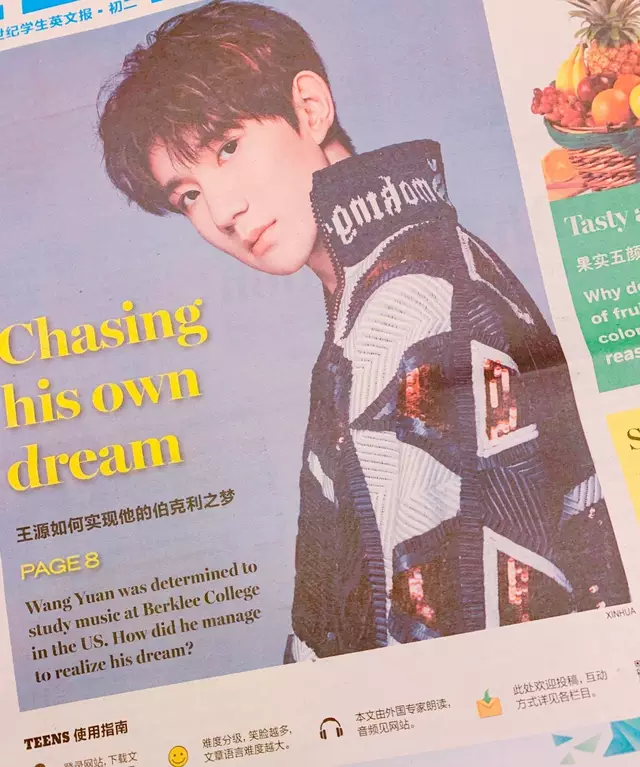 世纪学生英文报·初二
Chasing
his own
dream
王源如何实现他的伯克利之梦
PAGE 8
Wang Yuan was determined to
study music at Berklee College
in the US. How did he manage
to realize his dream?
XINHUA
Tasty
果实五颜
Why
of
reas
TEENS 使用指南
登录网站,下载文
难度分级,笑脸越多,
文章语言难度越大。
本文由外国专家朗读,
音频见网站。
此处欢迎投稿,互动
方式详见各栏目。